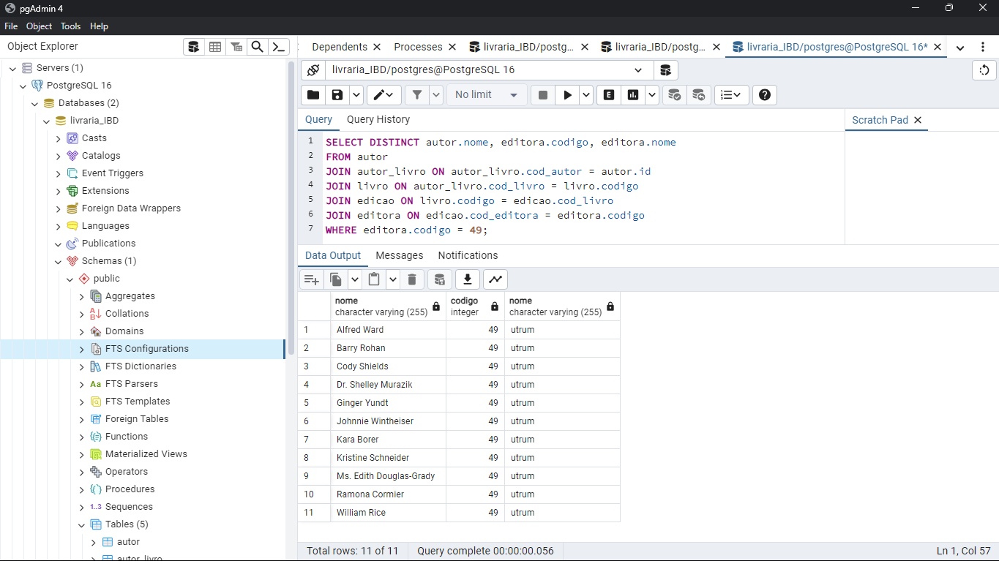 pgAdmin 4
File Object Tools Help
Object Explorer
Servers (1)
PostgreSQL 16
Databases (2)
livraria_IBD
Casts
Catalogs
Event Triggers
Extensions
Foreign Data Wrappers
Languages
Publications
Schemas (1)
public
Aggregates
Collations
Domains
FTS Configurations
FTS Dictionaries
Aa FTS Parsers
FTS Templates
Foreign Tables
Functions
Materialized Views
Operators
Procedures
1..3 Sequences
Tables (5)
autor
autor_livro
Dependents Processes livraria_IBD/postg... livraria_IBD/postg... livraria_IBD/postgres@PostgreSQL 16*
livraria_IBD/postgres@PostgreSQL 16
No limit
Query Query History
Scratch Pad
1 SELECT DISTINCT autor.nome, editora.codigo, editora.nome
2 FROM autor
3 JOIN autor_livro ON autor_livro.cod_autor = autor.id
4 JOIN livro ON autor_livro.cod_livro = livro.codigo
5 JOIN edicao ON livro.codigo = edicao.cod_livro
6 JOIN editora ON edicao.cod_editora = editora.codigo
7 WHERE editora.codigo = 49;
Data Output Messages Notifications
nome codigo nome
character varying (255) integer character varying (255)
1 Alfred Ward 49 utrum
2 Barry Rohan 49 utrum
3 Cody Shields 49 utrum
4 Dr. Shelley Murazik 49 utrum
5 Ginger Yundt 49 utrum
6 Johnnie Wintheiser 49 utrum
7 Kara Borer 49 utrum
8 Kristine Schneider 49 utrum
9 Ms. Edith Douglas-Grady 49 utrum
10 Ramona Cormier 49 utrum
11 William Rice 49 utrum
Total rows: 11 of 11 Query complete 00:00:00.056 Ln 1, Col 57